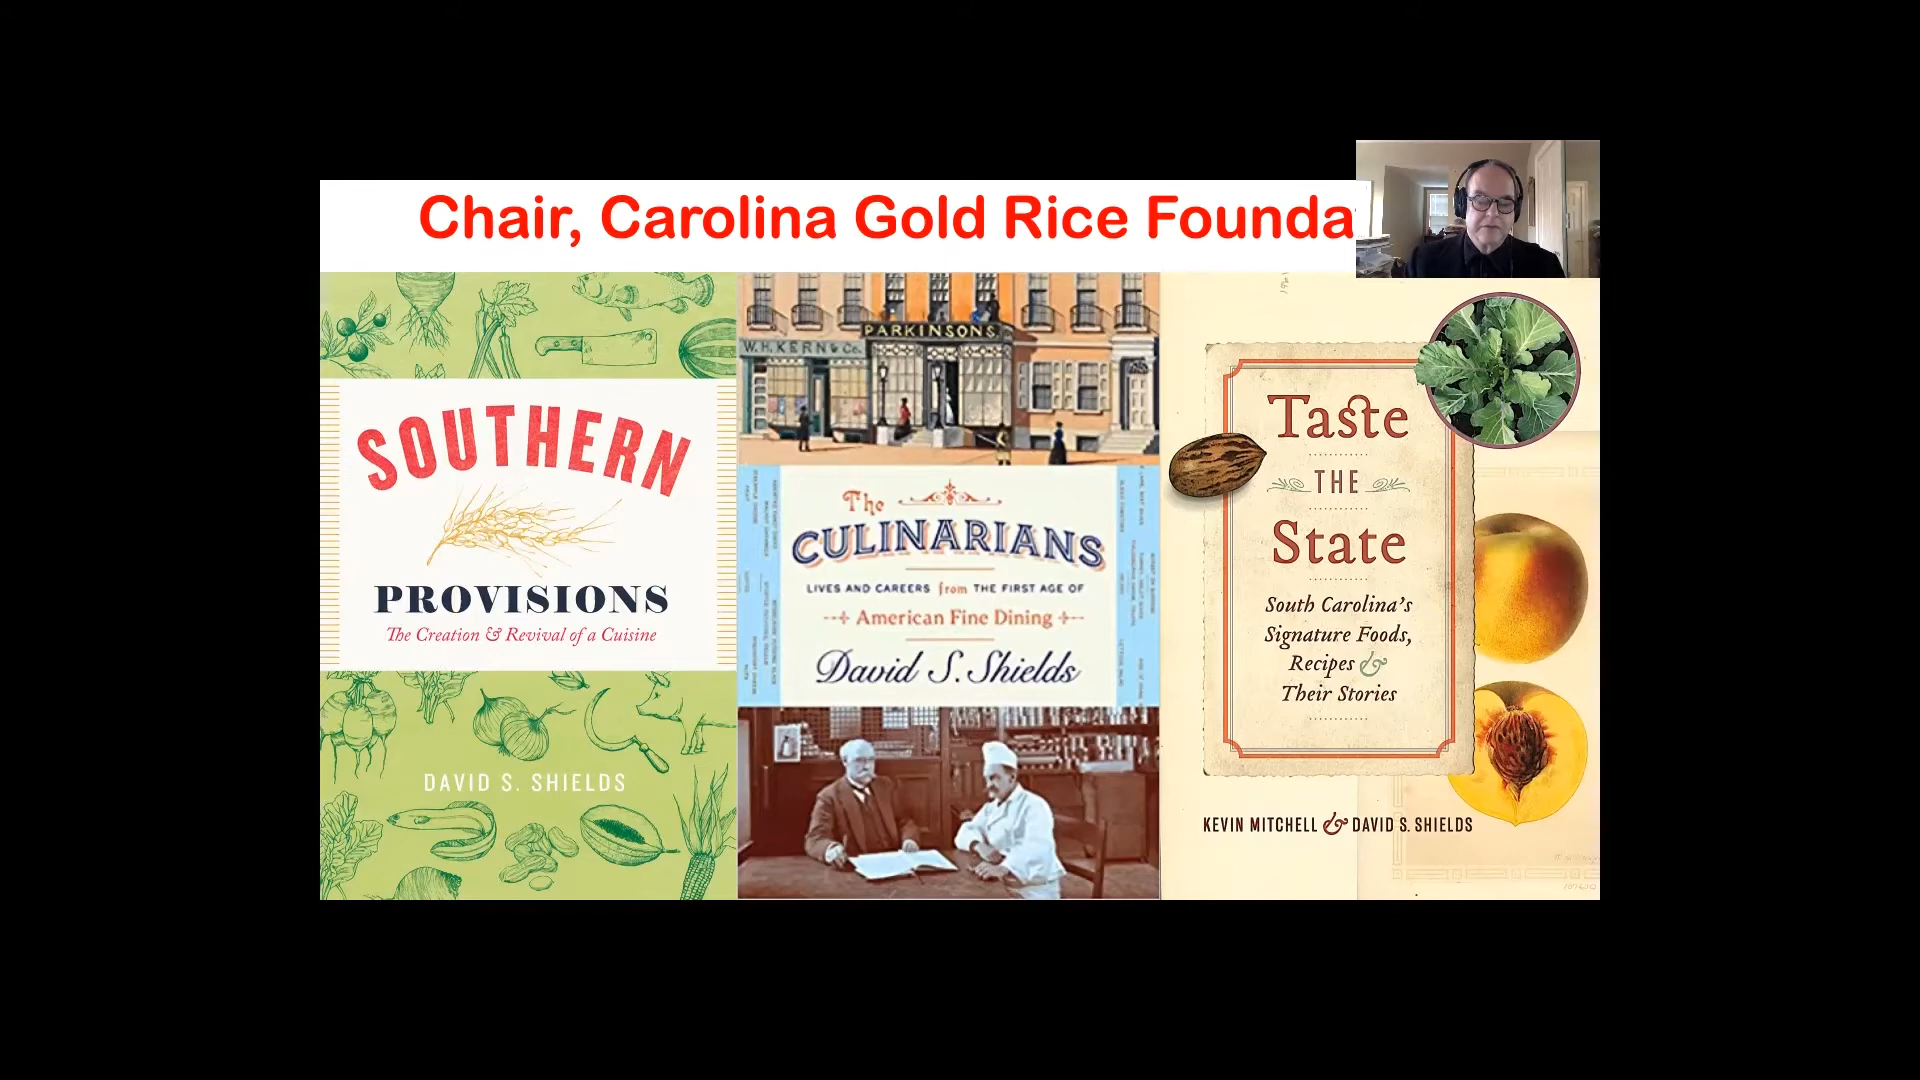 Chair, Carolina Gold Rice Founda
SOUTHERN
PROVISIONS
The Creation & Revival of a Cuisine
DAVID S. SHIELDS
PARKINSONS.
W.H.KERN & Co.
The
CULINARIANS
LIVES AND CAREERS from THE FIRST AGE OF
American Fine Dining
David S. Shields
Taste
THE
State
South Carolina's
Signature Foods,
Recipes &
Their Stories
KEVIN MITCHELL & DAVID S. SHIELDS